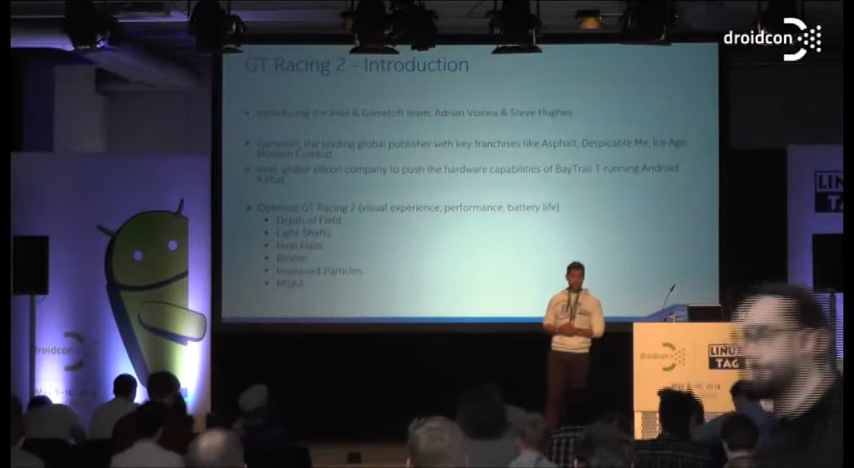 droidcon
GT Racing 2 - Introduction
Introducing the Intel & Gameloft team: Adrian Voinea & Steve Hughes
Gameloft, the leading global publisher with key franchises like Asphalt, Despicable Me, Ice Age,
Modern Combat
Intel, global silicon company to push the hardware capabilities of BayTrail T running Android
Kitkat
Optimize GT Racing 2 (visual experience, performance, battery life)
Depth of Field
Light Shafts
Heat Haze
Bloom
Improved Particles
MSAA
LIN
TAG
droidcon
droidcon
LINU
TAG
2014